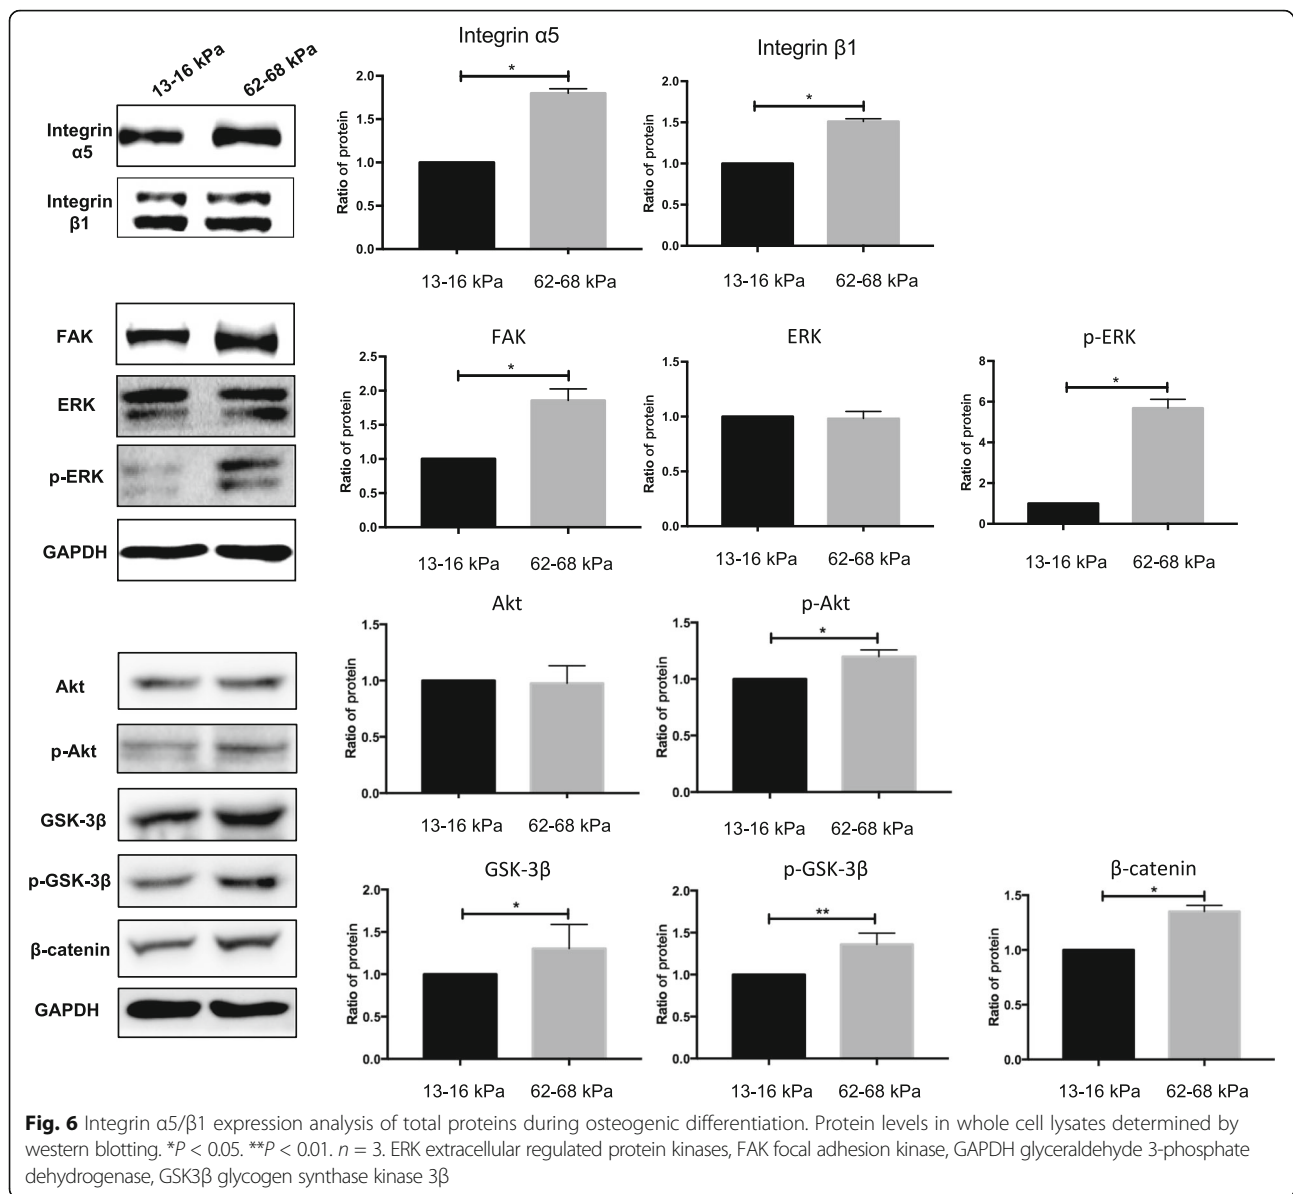 13-16 kPa
62-68 kPa
Integrin
α5
Integrin
β1
FAK
ERK
p-ERK
GAPDH
Akt
p-Akt
GSK-3β
p-GSK-3β
β-catenin
GAPDH
Integrin α5
Ratio of protein
2.0
1.5
1.0
0.5
0.0
*
13-16 kPa
62-68 kPa
Integrin β1
Ratio of protein
2.0
1.5
1.0
0.5
0.0
*
13-16 kPa
62-68 kPa
FAK
Ratio of protein
2.5
2.0
1.5
1.0
0.5
0.0
*
13-16 kPa
62-68 kPa
ERK
Ratio of protein
1.5
1.0
0.5
0.0
13-16 kPa
62-68 kPa
p-ERK
Ratio of protein
8
6
4
2
0
*
13-16 kPa
62-68 kPa
Akt
Ratio of protein
1.5
1.0
0.5
0.0
13-16 kPa
62-68 kPa
p-Akt
Ratio of protein
1.5
1.0
0.5
0.0
*
13-16 kPa
62-68 kPa
GSK-3β
Ratio of protein
2.0
1.5
1.0
0.5
0.0
*
13-16 kPa
62-68 kPa
p-GSK-3β
Ratio of protein
2.0
1.5
1.0
0.5
0.0
**
13-16 kPa
62-68 kPa
β-catenin
Ratio of protein
1.5
1.0
0.5
0.0
*
13-16 kPa
62-68 kPa
Fig. 6 Integrin α5/β1 expression analysis of total proteins during osteogenic differentiation. Protein levels in whole cell lysates determined by
western blotting. *P < 0.05. **P < 0.01. n = 3. ERK extracellular regulated protein kinases, FAK focal adhesion kinase, GAPDH glyceraldehyde 3-phosphate
dehydrogenase, GSK3β glycogen synthase kinase 3β